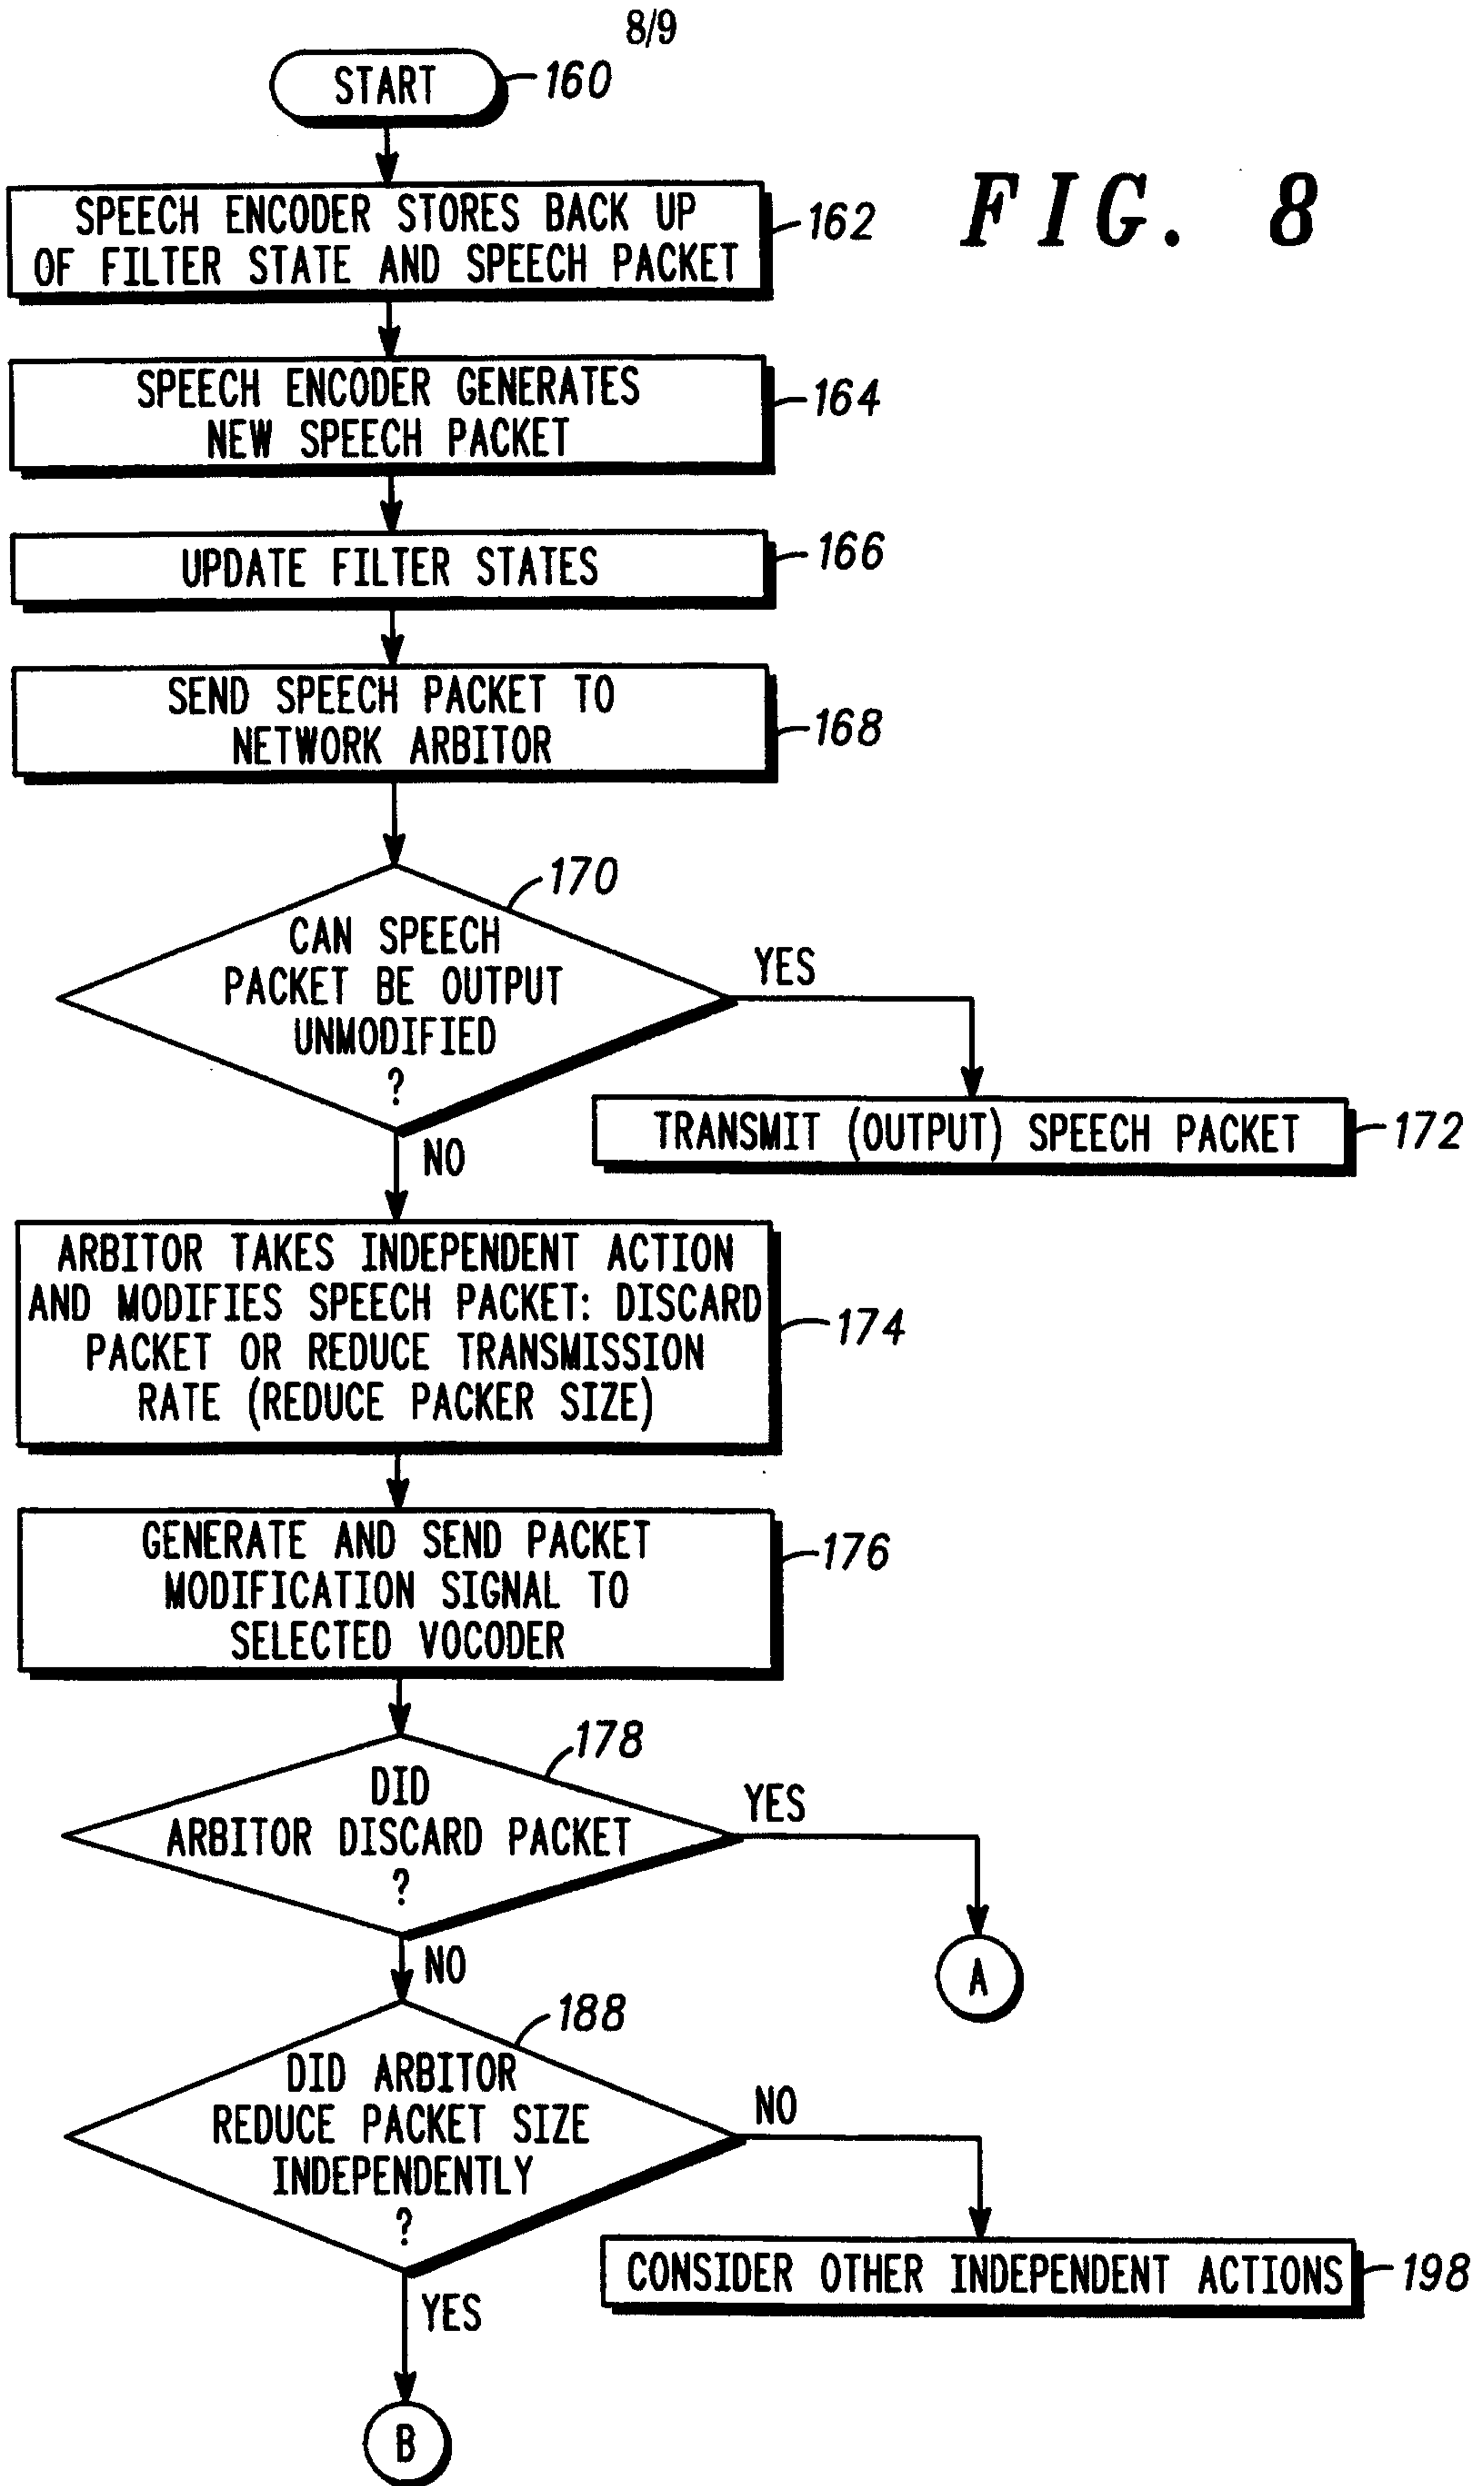 8/9
START
160
FIG. 8
SPEECH ENCODER STORES BACK UP
OF FILTER STATE AND SPEECH PACKET
162
SPEECH ENCODER GENERATES
NEW SPEECH PACKET
164
UPDATE FILTER STATES
166
SEND SPEECH PACKET TO
NETWORK ARBITOR
168
170
CAN SPEECH
PACKET BE OUTPUT
UNMODIFIED
?
YES
NO
TRANSMIT (OUTPUT) SPEECH PACKET
172
ARBITOR TAKES INDEPENDENT ACTION
AND MODIFIES SPEECH PACKET: DISCARD
PACKET OR REDUCE TRANSMISSION
RATE (REDUCE PACKER SIZE)
174
GENERATE AND SEND PACKET
MODIFICATION SIGNAL TO
SELECTED VOCODER
176
178
DID
ARBITOR DISCARD PACKET
?
YES
NO
A
188
DID ARBITOR
REDUCE PACKET SIZE
INDEPENDENTLY
?
NO
YES
CONSIDER OTHER INDEPENDENT ACTIONS
198
B